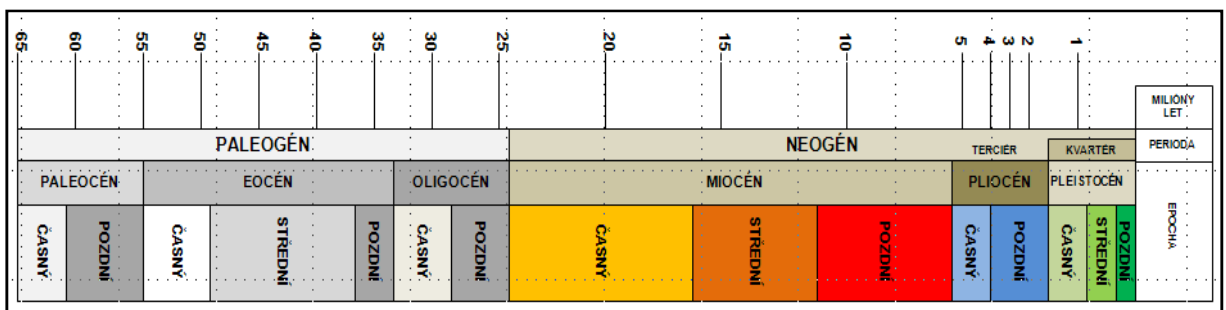 65 60 55 50 45 40 35 30 25 20 15 10 5 4 3 2 1
MILIÓNY
LET
PALEOGÉN NEOGÉN TERCIÉR KVARTÉR PERIODA
PALEOCÉN EOCÉN OLIGOCÉN MIOCÉN PLIOCÉN PLEISTOCÉN
ČASNÝ POZDNÍ ČASNÝ STŘEDNÍ POZDNÍ ČASNÝ POZDNÍ ČASNÝ STŘEDNÍ POZDNÍ ČASNÝ POZDNÍ ČASNÝ STŘEDNÍ POZDNÍ EPOCHA